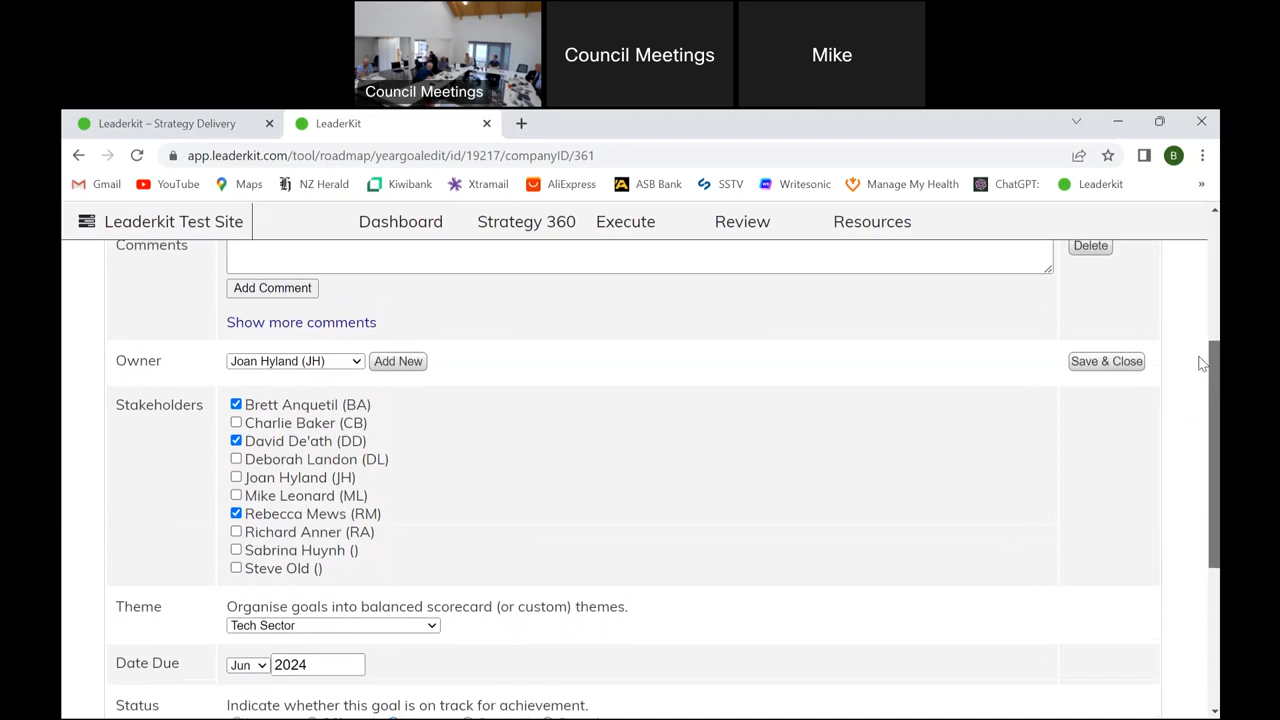 Council Meetings
Council Meetings
Mike
Leaderkit – Strategy Delivery
LeaderKit
app.leaderkit.com/tool/roadmap/yeargoaledit/id/19217/companyID/361
B
Gmail
YouTube
Maps
NZ Herald
Kiwibank
Xtramail
AliExpress
ASB Bank
SSTV
Writesonic
Manage My Health
ChatGPT:
Leaderkit
»
Leaderkit Test Site
Dashboard
Strategy 360
Execute
Review
Resources
Comments
Delete
Add Comment
Show more comments
Owner
Joan Hyland (JH)
Add New
Save & Close
Stakeholders
Brett Anquetil (BA)
Charlie Baker (CB)
David De'ath (DD)
Deborah Landon (DL)
Joan Hyland (JH)
Mike Leonard (ML)
Rebecca Mews (RM)
Richard Anner (RA)
Sabrina Huynh ()
Steve Old ()
Theme
Organise goals into balanced scorecard (or custom) themes.
Tech Sector
Date Due
Jun
2024
Status
Indicate whether this goal is on track for achievement.